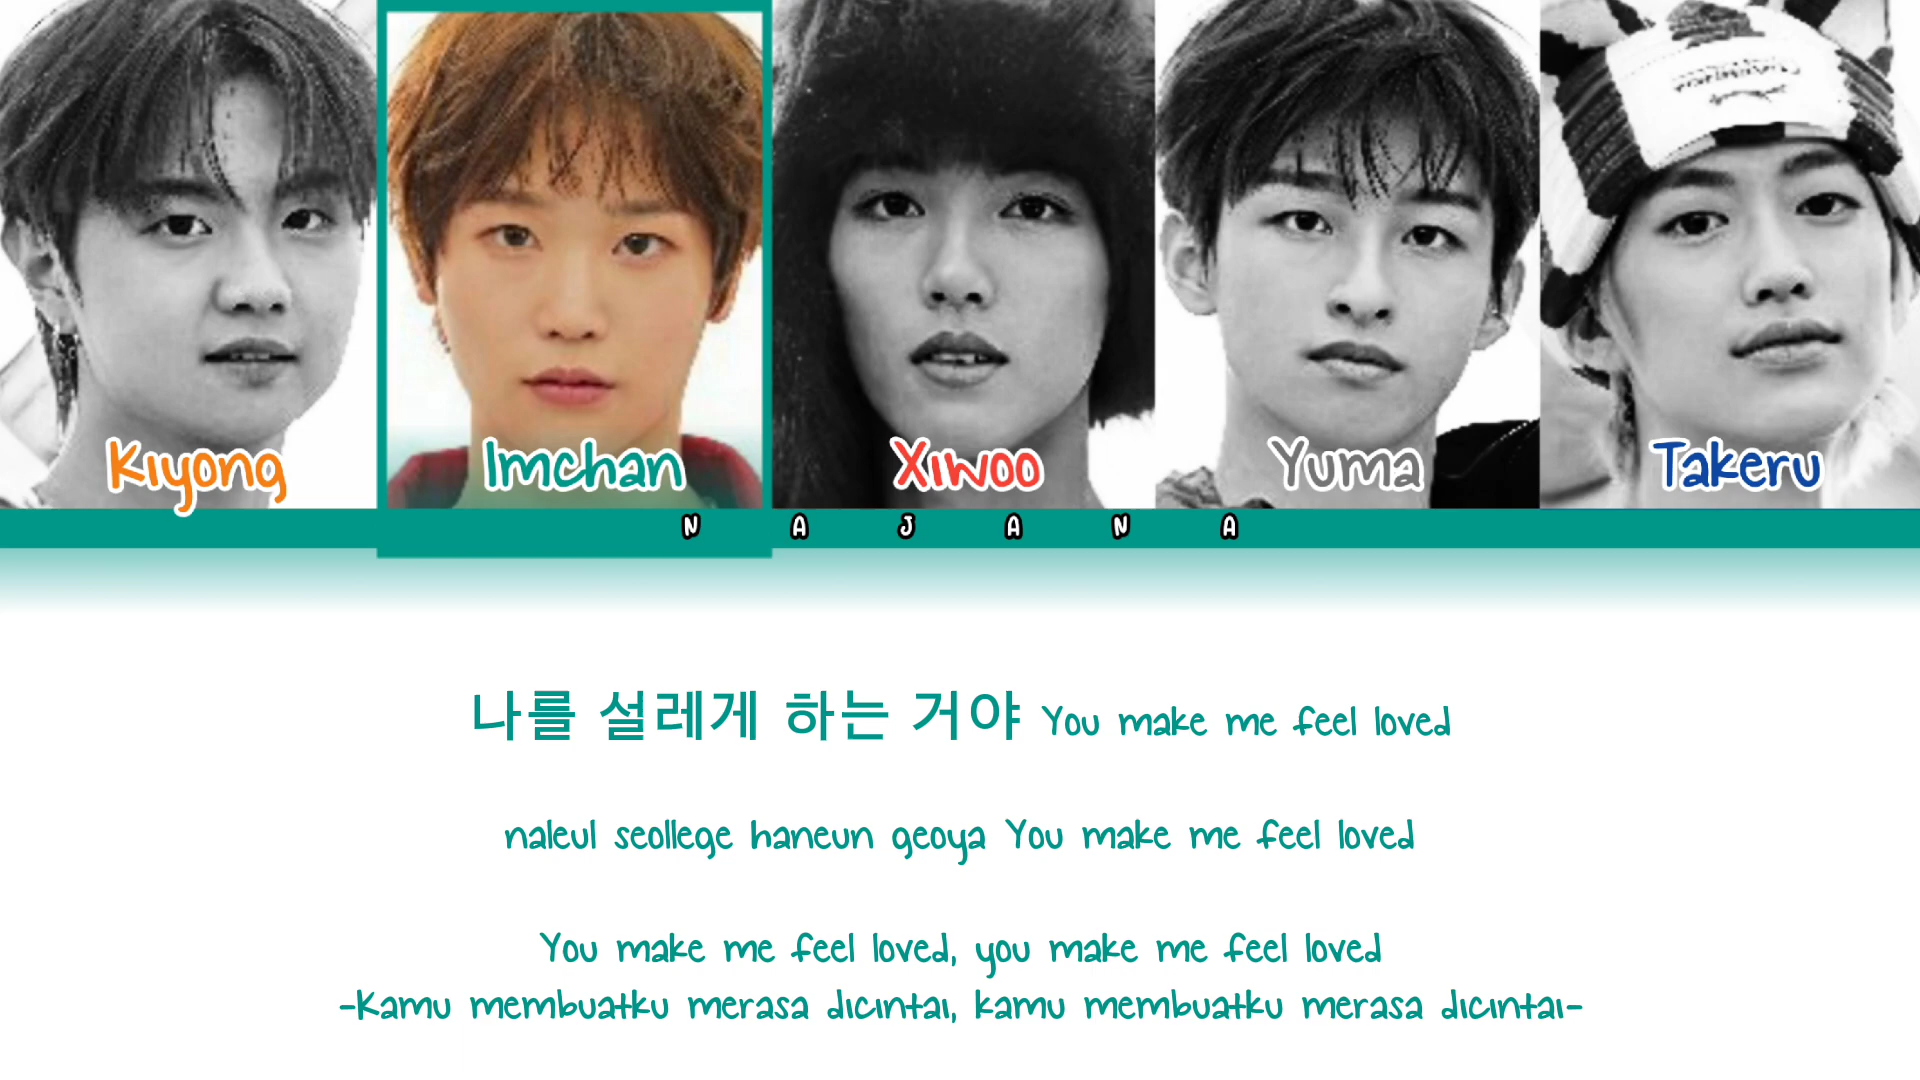 Kiyong
Imchan
Xiwoo
Yuma
Takeru
N A J A N A
나를 설레게 하는 거야 You make me feel loved
naleul seollege haneun geoya You make me feel loved
You make me feel loved, you make me feel loved
-Kamu membuatku merasa dicintai, kamu membuatku merasa dicintai-